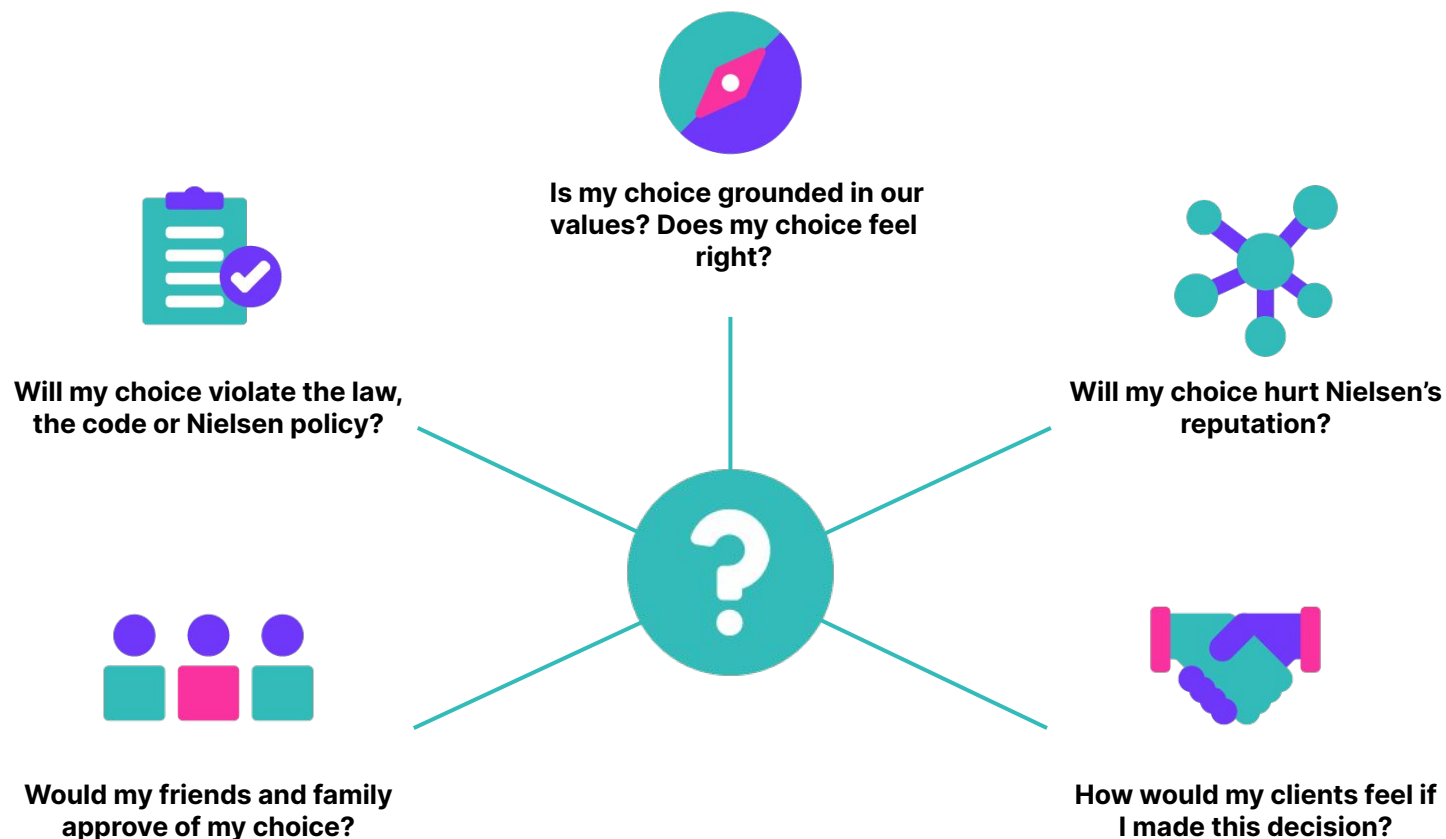 Is my choice grounded in our
values? Does my choice feel
right?
Will my choice violate the law,
the code or Nielsen policy?
Will my choice hurt Nielsen’s
reputation?
?
Would my friends and family
approve of my choice?
How would my clients feel if
I made this decision?